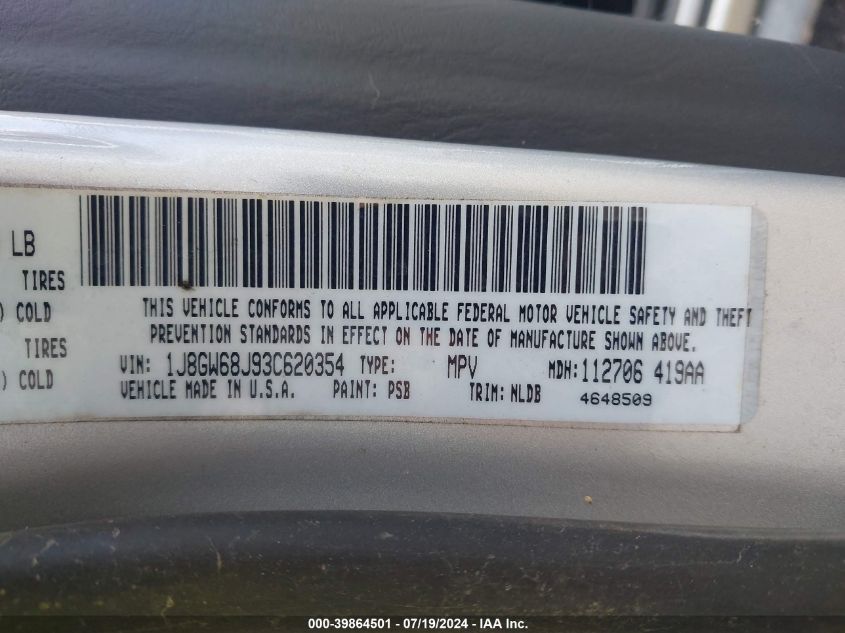 LB
TIRES
) COLD
TIRES
) COLD
THIS VEHICLE CONFORMS TO ALL APPLICABLE FEDERAL MOTOR VEHICLE SAFETY AND THEFT
PREVENTION STANDARDS IN EFFECT ON THE DATE OF MANUFACTURE SHOWN ABOVE.
VIN: 1J8GW68J93C620354 TYPE: MPV MDH:112706 419AA
VEHICLE MADE IN U.S.A. PAINT: PSB TRIM: NLDB 4648509
000-39864501 / 07/19/2024 - IAA Inc.